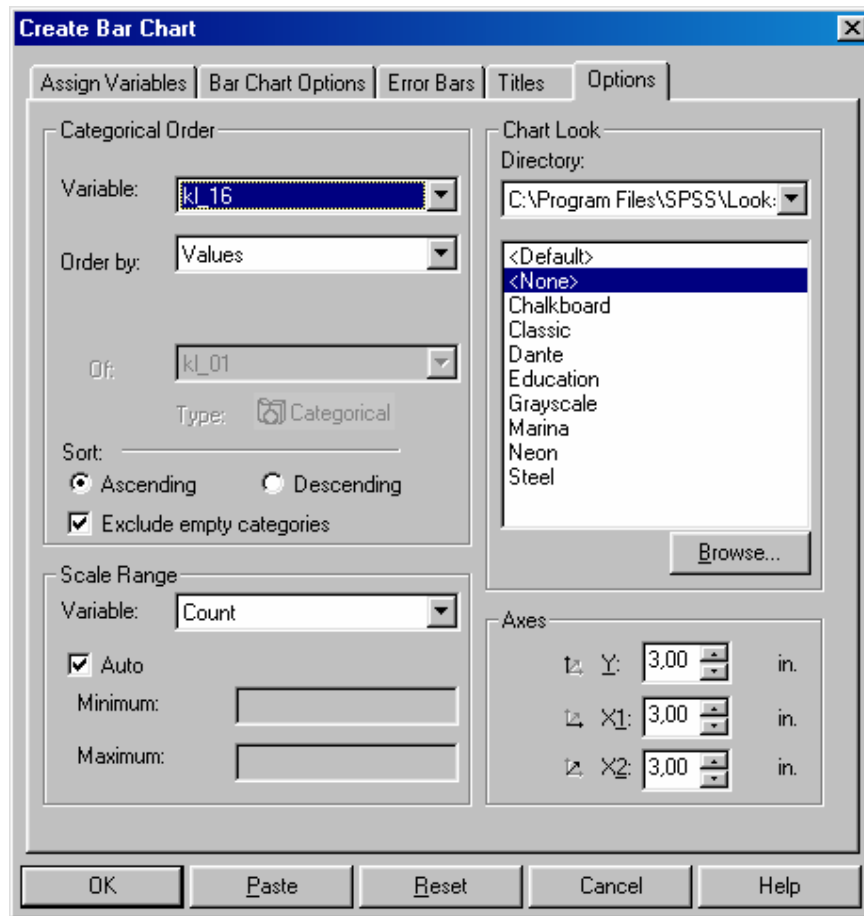 Create Bar Chart
Assign Variables Bar Chart Options Error Bars Titles Options
Categorical Order
Variable: kl_16
Order by: Values
Of: kl_01
Type: Categorical
Sort:
Ascending Descending
Exclude empty categories
Scale Range
Variable: Count
Auto
Minimum:
Maximum:
Chart Look
Directory:
C:\Program Files\SPSS\Look
<Default>
<None>
Chalkboard
Classic
Dante
Education
Grayscale
Marina
Neon
Steel
Browse...
Axes
Y: 3,00 in.
X1: 3,00 in.
X2: 3,00 in.
OK Paste Reset Cancel Help